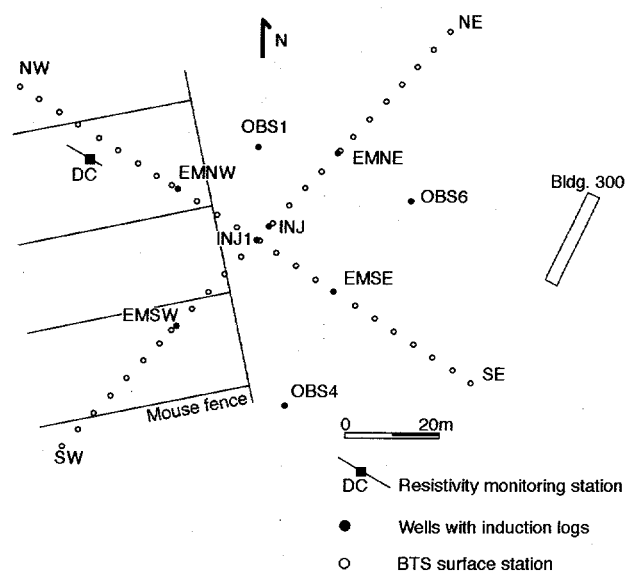 NE
N
NW
OBS1
EMNE
DC
EMNW
Bldg. 300
OBS6
INJ1
INJ
EMSE
EMSW
SE
OBS4
Mouse fence
0 20m
SW
DC Resistivity monitoring station
Wells with induction logs
BTS surface station